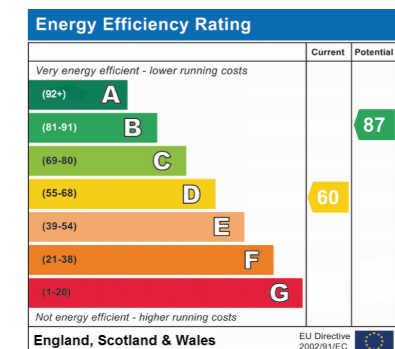 Energy Efficiency Rating
Current Potential
Very energy efficient - lower running costs
(92+) A
(81-91) B
87
(69-80) C
(55-68) D
60
(39-54) E
(21-38) F
(1-20) G
Not energy efficient - higher running costs
England, Scotland & Wales
EU Directive
2002/91/EC